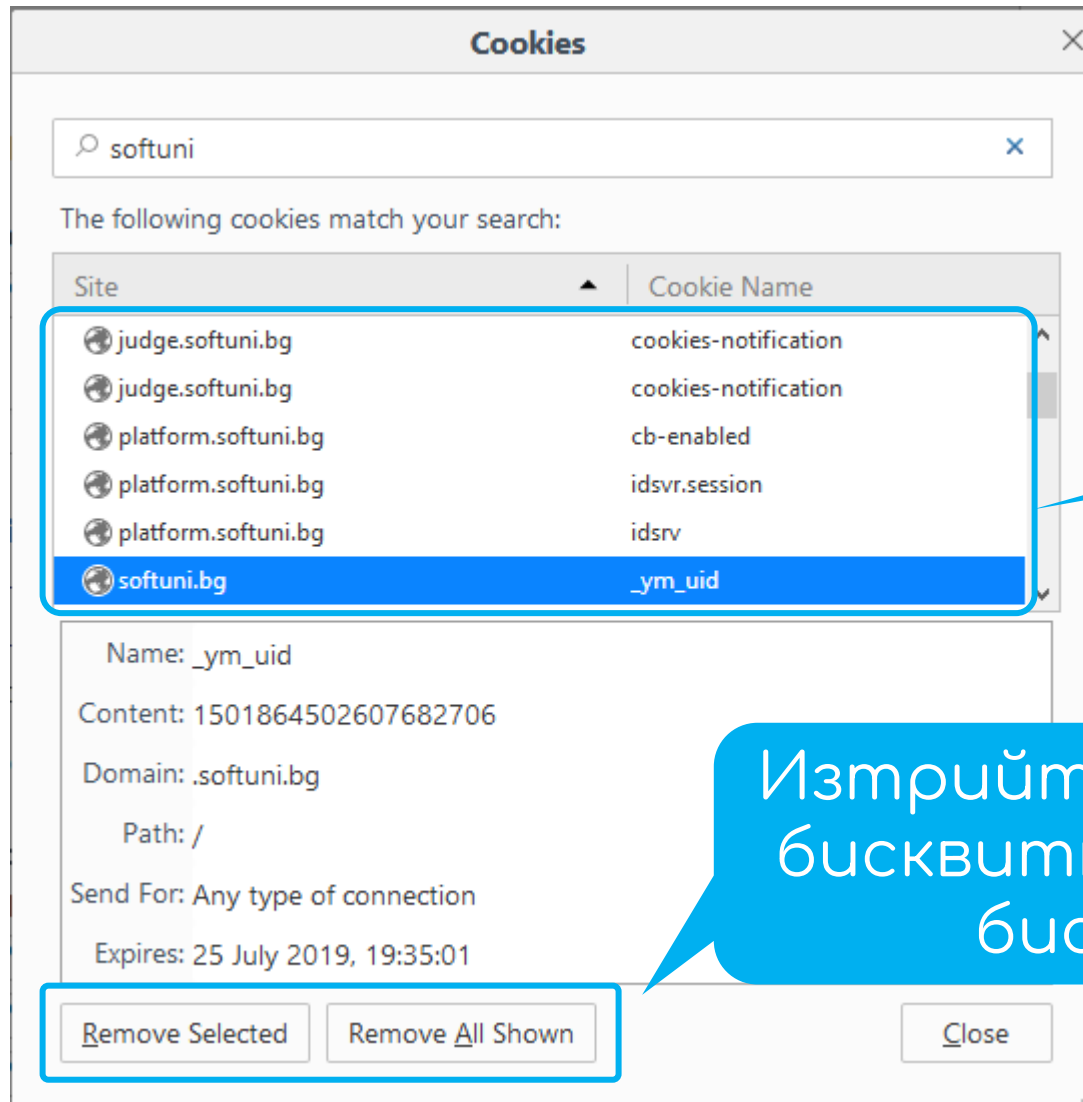 Cookies
softuni
The following cookies match your search:
Site Cookie Name
judge.softuni.bg cookies-notification
judge.softuni.bg cookies-notification
platform.softuni.bg cb-enabled
platform.softuni.bg idsvr.session
platform.softuni.bg idsrv
softuni.bg _ym_uid
Name: _ym_uid
Content: 1501864502607682706
Domain: .softuni.bg
Path: /
Send For: Any type of connection
Expires: 25 July 2019, 19:35:01
Remove Selected Remove All Shown Close